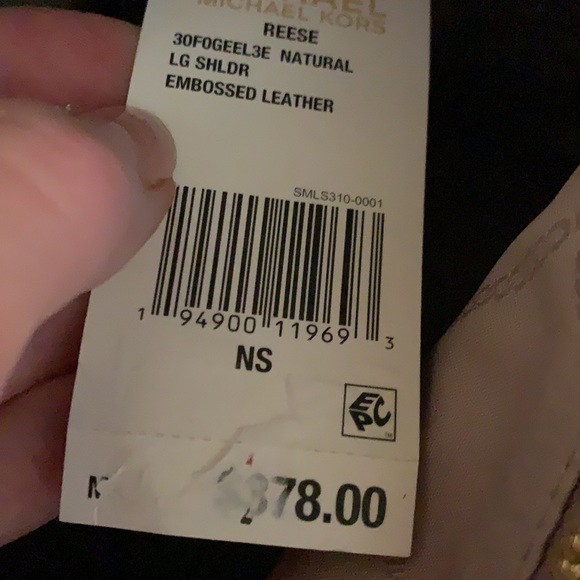 MICHAEL KORS
REESE
30F0GEEL3E NATURAL
LG SHLDR
EMBOSSED LEATHER
SMLS310-0001
1 94900 11969 3
NS
EPC
$378.00